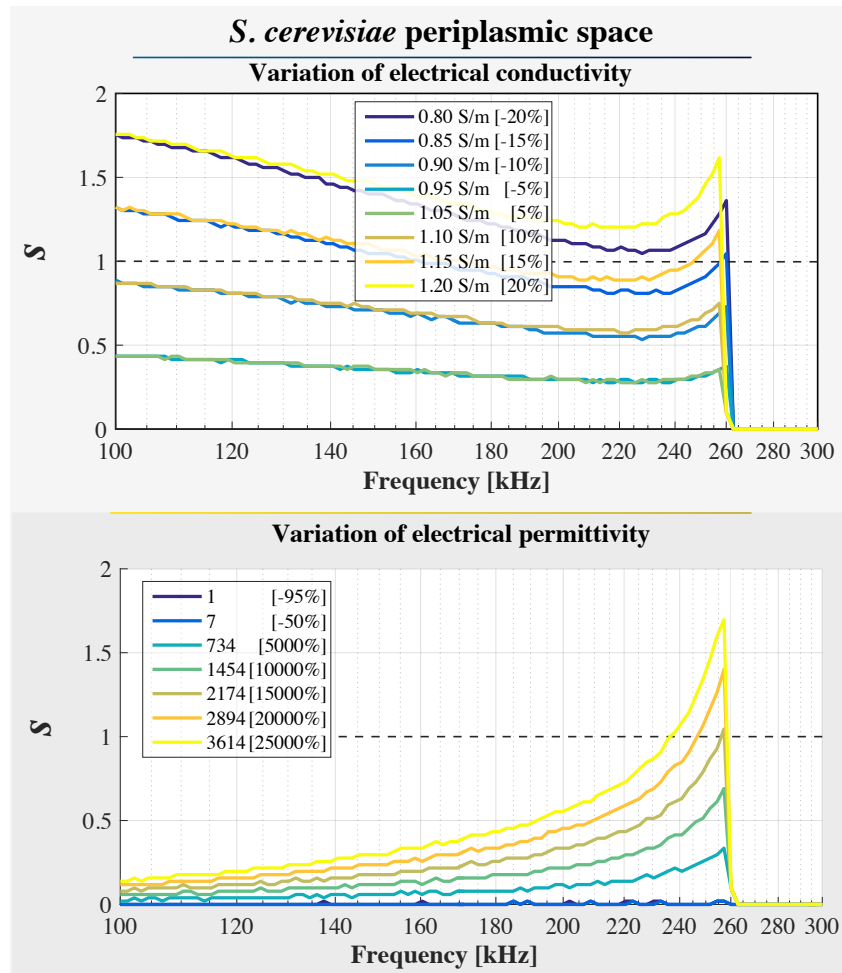 S. cerevisiae periplasmic space
Variation of electrical conductivity
2
1.5
1
0.5
0
S
0.80 S/m [-20%]
0.85 S/m [-15%]
0.90 S/m [-10%]
0.95 S/m [-5%]
1.05 S/m [5%]
1.10 S/m [10%]
1.15 S/m [15%]
1.20 S/m [20%]
100 120 140 160 180 200 220 240 260 280 300
Frequency [kHz]
Variation of electrical permittivity
2
1.5
1
0.5
0
S
1 [-95%]
7 [-50%]
734 [5000%]
1454 [10000%]
2174 [15000%]
2894 [20000%]
3614 [25000%]
100 120 140 160 180 200 220 240 260 280 300
Frequency [kHz]